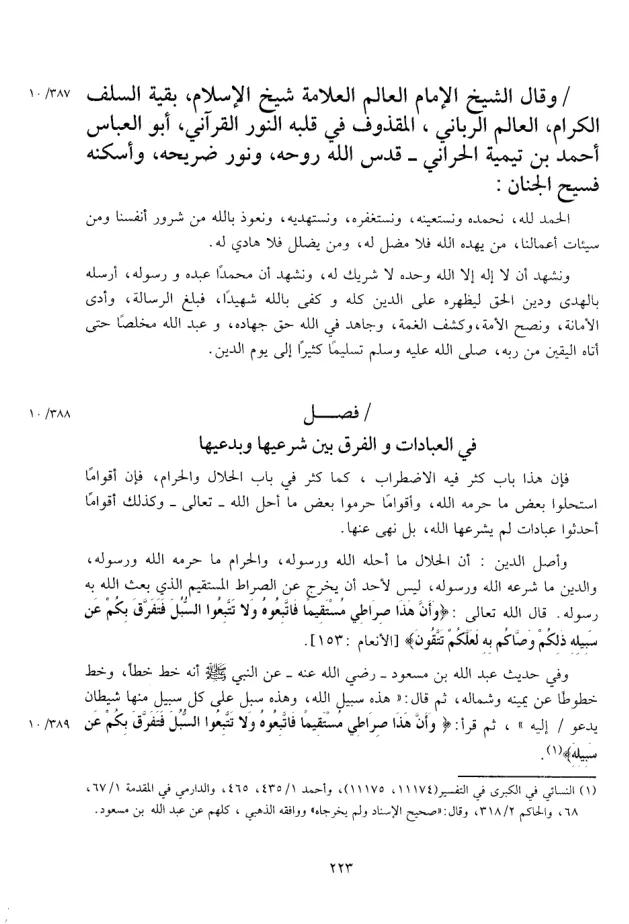 / وقال الشيخ الإمام العالم العلامة شيخ الإسلام، بقية السلف ٣٨٧/ ١٠
الكرام، العالم الرباني ، المقذوف في قلبه النور القرآني، أبو العباس
أحمد بن تيمية الحراني ـ قدس الله روحه، ونور ضريحه، وأسكنه
فسيح الجنان :
الحمد لله، نحمده ونستعينه، ونستغفره، ونستهديه، ونعوذ بالله من شرور أنفسنا ومن
سيئات أعمالنا، من يهده الله فلا مضل له، ومن يضلل فلا هادي له.
ونشهد أن لا إله إلا الله وحده لا شريك له، ونشهد أن محمدًا عبده و رسوله، أرسله
بالهدى ودين الحق ليظهره على الدين كله و كفى بالله شهيدًا، فبلغ الرسالة، وأدى
الأمانة، ونصح الأمة،وكشف الغمة، وجاهد في الله حق جهاده، و عبد الله مخلصًا حتى
أتاه اليقين من ربه، صلى الله عليه وسلم تسليمًا كثيرًا إلى يوم الدين.
/ فصــل ٣٨٨/ ١٠
في العبادات و الفرق بين شرعيها وبدعيها
فإن هذا باب كثر فيه الاضطراب ، كما كثر في باب الحلال والحرام، فإن أقوامًا
استحلوا بعض ما حرمه الله، وأقوامًا حرموا بعض ما أحل الله ـ تعالى ـ وكذلك أقوامًا
أحدثوا عبادات لم يشرعها الله، بل نهى عنها.
وأصل الدين : أن الحلال ما أحله الله ورسوله، والحرام ما حرمه الله ورسوله،
والدين ما شرعه الله ورسوله، ليس لأحد أن يخرج عن الصراط المستقيم الذي بعث الله به
رسوله. قال الله تعالى :﴿وأنَّ هَذَا صِرَاطِي مُسْتَقِيمًا فَاتَّبِعُوهُ وَلا تَتَّبِعُوا السُّبُلَ فَتَفَرَّقَ بِكُمْ عَن
سَبِيلِهِ ذَلِكُمْ وَصَّاكُم بِهِ لَعَلَّكُمْ تَتَّقُونَ﴾ [الأنعام :١٥٣].
وفي حديث عبد الله بن مسعود ـ رضي الله عنه ـ عن النبي ﷺ أنه خط خطاً، وخط
خطوطًا عن يمينه وشماله، ثم قال:« هذه سبيل الله، وهذه سبل على كل سبيل منها شيطان
يدعو / إليه » ، ثم قرأ:﴿ وَأَنَّ هَذَا صِرَاطِي مُسْتَقِيمًا فَاتَّبِعُوهُ وَلا تَتَّبِعُوا السُّبُلَ فَتَفَرَّقَ بِكُمْ عَن ٣٨٩/ ١٠
سَبِيلِهِ﴾(١).
(١) النسائي في الكبرى في التفسير(١١١٧٤، ١١١٧٥)، وأحمد ٤٣٥/١، ٤٦٥، والدارمي في المقدمة ٦٧/١،
٦٨، والحاكم ٣١٨/٢، وقال:«صحيح الإسناد ولم يخرجاه» ووافقه الذهبي ، كلهم عن عبد الله بن مسعود.
٢٢٣